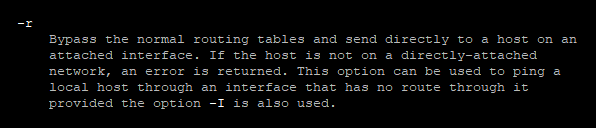 -r
Bypass the normal routing tables and send directly to a host on an
attached interface. If the host is not on a directly-attached
network, an error is returned. This option can be used to ping a
local host through an interface that has no route through it
provided the option -I is also used.